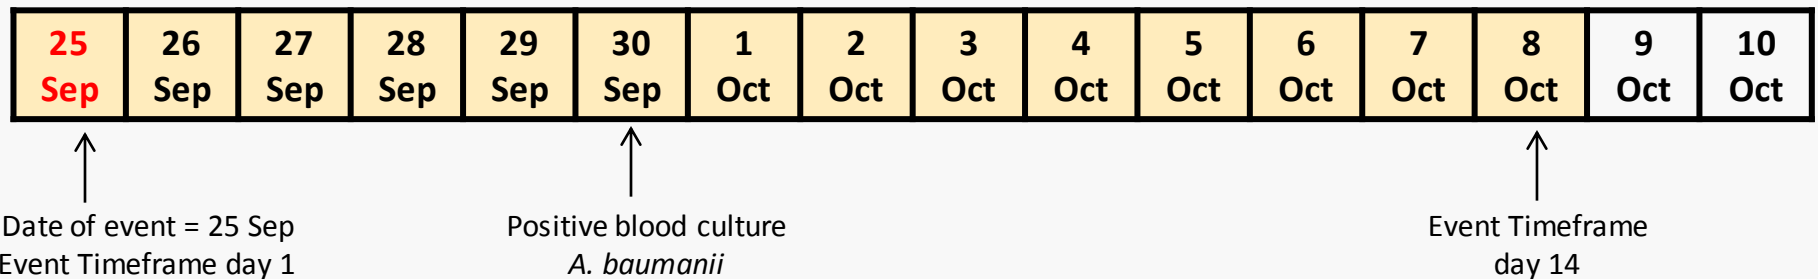 25 26 27 28 29 30 1 2 3 4 5 6 7 8 9 10
Sep Sep Sep Sep Sep Sep Oct Oct Oct Oct Oct Oct Oct Oct Oct Oct
Date of event = 25 Sep
Event Timeframe day 1
Positive blood culture
A. baumanii
Event Timeframe
day 14